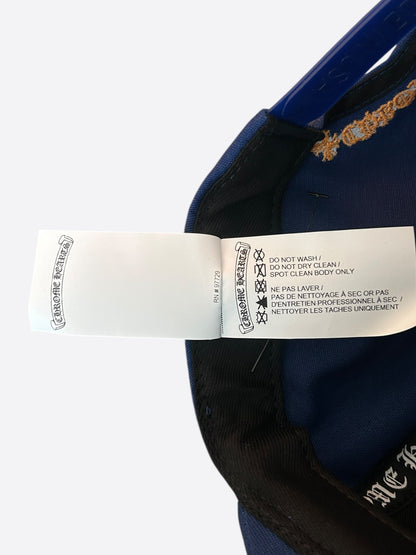 CHROME HEARTS
RN # 97729
CHROME HEARTS
DO NOT WASH /
DO NOT DRY CLEAN /
SPOT CLEAN BODY ONLY
NE PAS LAVER /
PAS DE NETTOYAGE À SEC OR PAS
D'ENTRETIEN PROFESSIONNEL À SEC /
NETTOYER LES TACHES UNIQUEMENT